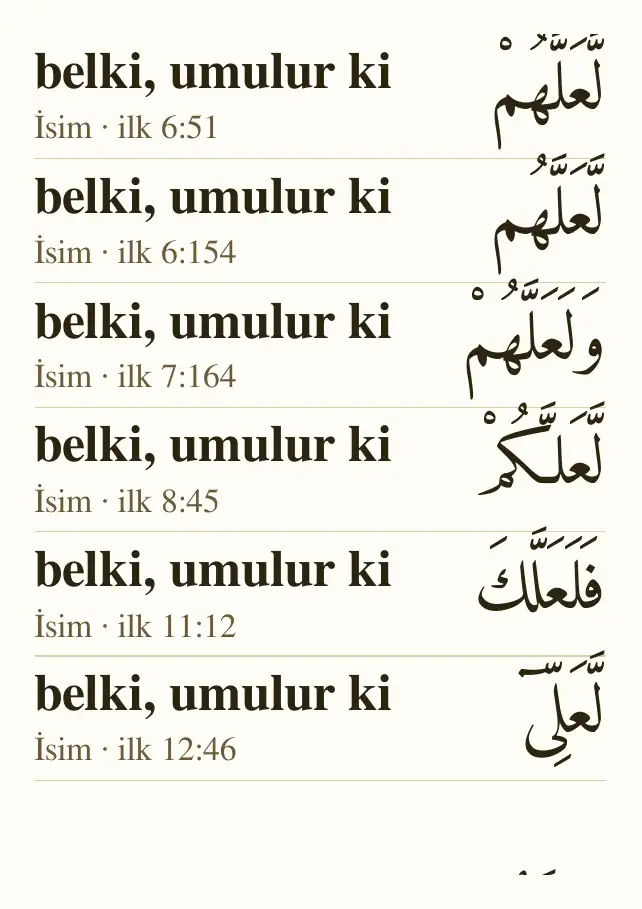 belki, umulur ki لَّعَلَّهُمْ
İsim · ilk 6:51
belki, umulur ki لَّعَلَّهُم
İsim · ilk 6:154
belki, umulur ki وَلَعَلَّهُمْ
İsim · ilk 7:164
belki, umulur ki لَّعَلَّكُمْ
İsim · ilk 8:45
belki, umulur ki فَلَعَلَّكَ
İsim · ilk 11:12
belki, umulur ki لَّعَلِّىٓ
İsim · ilk 12:46